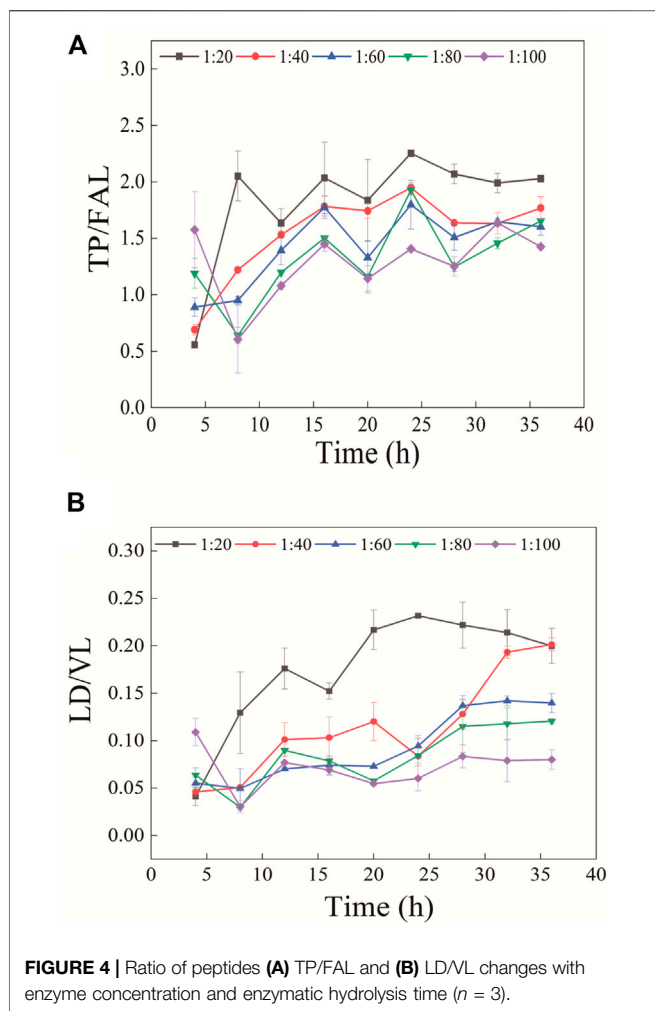 A
1:20 1:40 1:60 1:80 1:100
3.0
2.5
2.0
1.5
1.0
0.5
0.0
TP/FAL
0 5 10 15 20 25 30 35 40
Time (h)
B
1:20 1:40 1:60 1:80 1:100
0.30
0.25
0.20
0.15
0.10
0.05
0.00
LD/VL
0 5 10 15 20 25 30 35 40
Time (h)
FIGURE 4 | Ratio of peptides (A) TP/FAL and (B) LD/VL changes with
enzyme concentration and enzymatic hydrolysis time (n = 3).